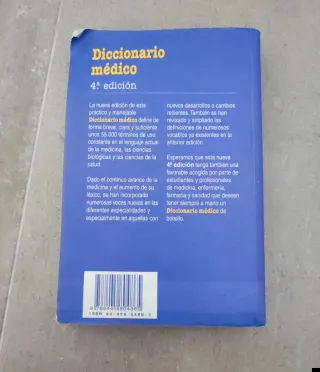 Diccionario
médico
4.ª edición
La nueva edición de este
práctico y manejable
Diccionario médico define de
forma breve, clara y suficiente
unos 55.000 términos de uso
constante en el lenguaje actual
de la medicina, las ciencias
biológicas y las ciencias de la
salud.
Dado el continuo avance de la
medicina y el aumento de su
léxico, se han incorporado
numerosas voces nuevas en las
diferentes especialidades y
especialmente en aquellas con
nuevos desarrollos o cambios
recientes. También se han
revisado y ampliado las
definiciones de numerosos
vocablos ya existentes en la
anterior edición.
Esperamos que esta nueva
4.ª edición tenga también una
favorable acogida por parte de
estudiantes y profesionales
de medicina, enfermería,
farmacia y sanidad que deseen
tener siempre a mano un
Diccionario médico de
bolsillo.
ISBN